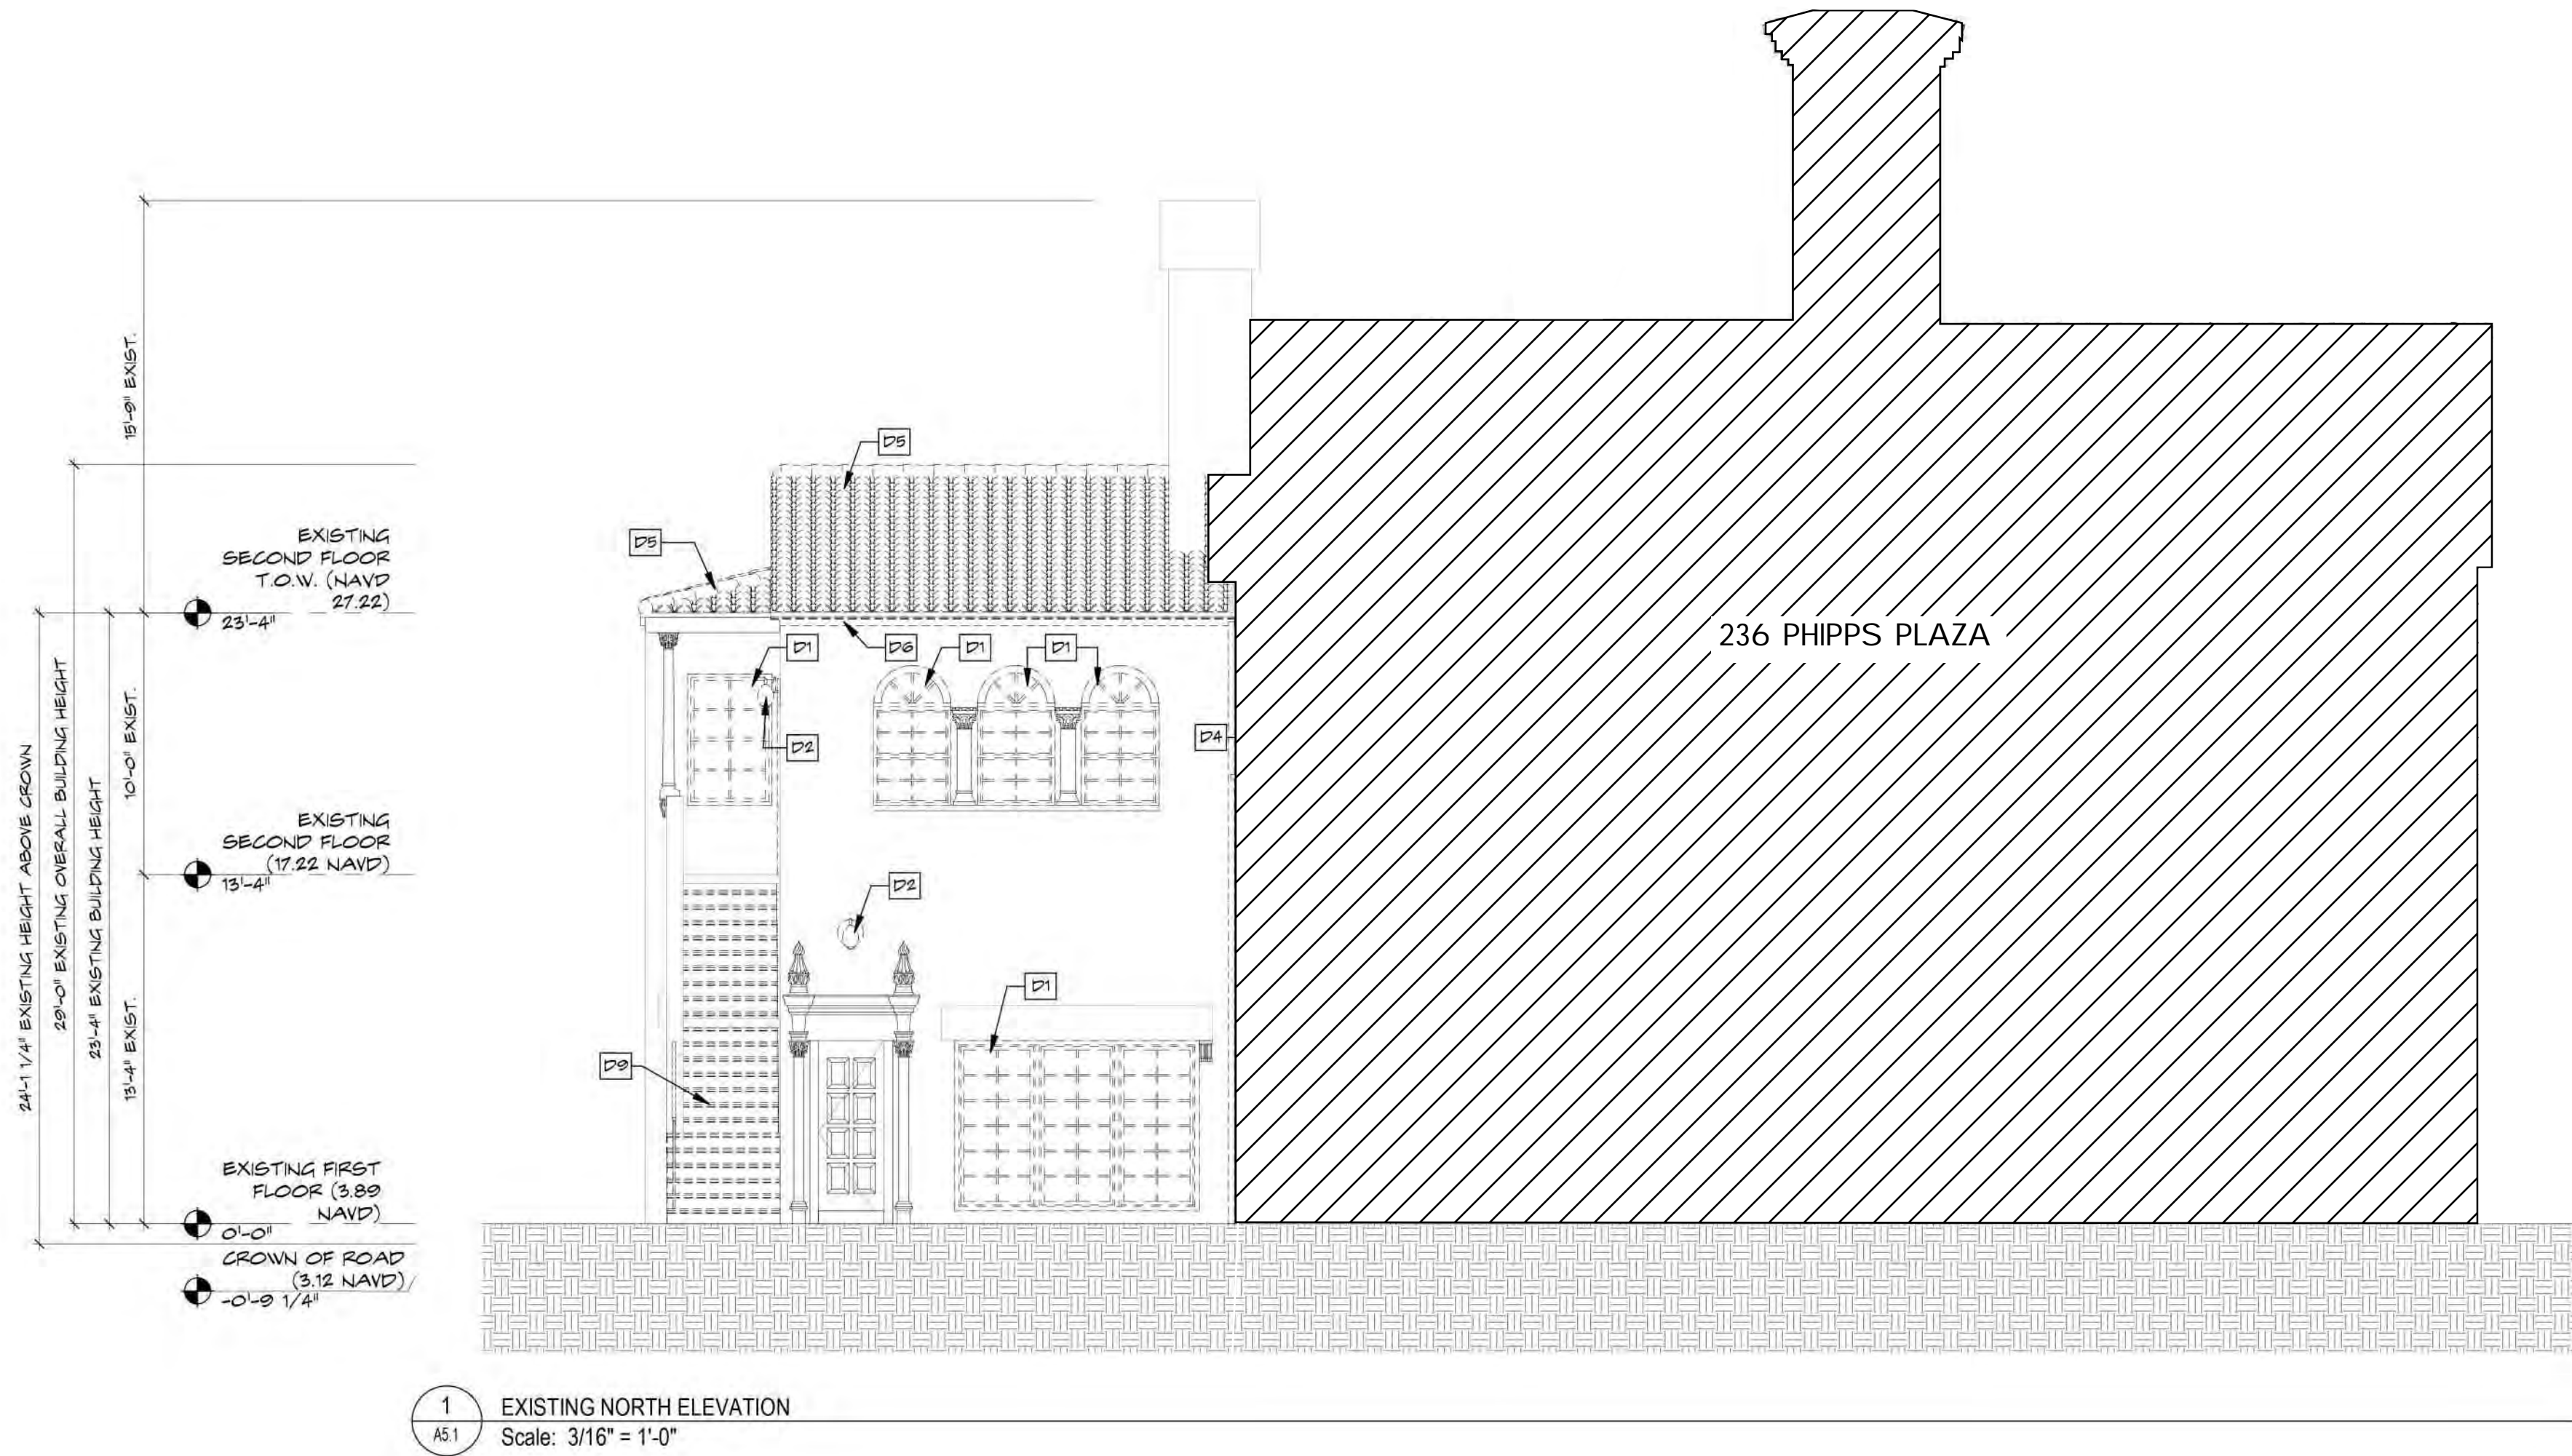 15'-9" EXIST.
D5
D5
EXISTING
SECOND FLOOR
T.O.W. (NAVD
27.22)
23'-4"
D1
D6
D1
D1
236 PHIPPS PLAZA
D2
D4
10'-0" EXIST.
24'-1 1/4" EXISTING HEIGHT ABOVE CROWN
29'-0" EXISTING OVERALL BUILDING HEIGHT
23'-4" EXISTING BUILDING HEIGHT
EXISTING
SECOND FLOOR
(17.22 NAVD)
13'-4"
D2
D1
13'-4" EXIST.
D9
EXISTING FIRST
FLOOR (3.89
NAVD)
0'-0"
CROWN OF ROAD
(3.12 NAVD)
-0'-9 1/4"
1
A5.1
EXISTING NORTH ELEVATION
Scale: 3/16" = 1'-0"